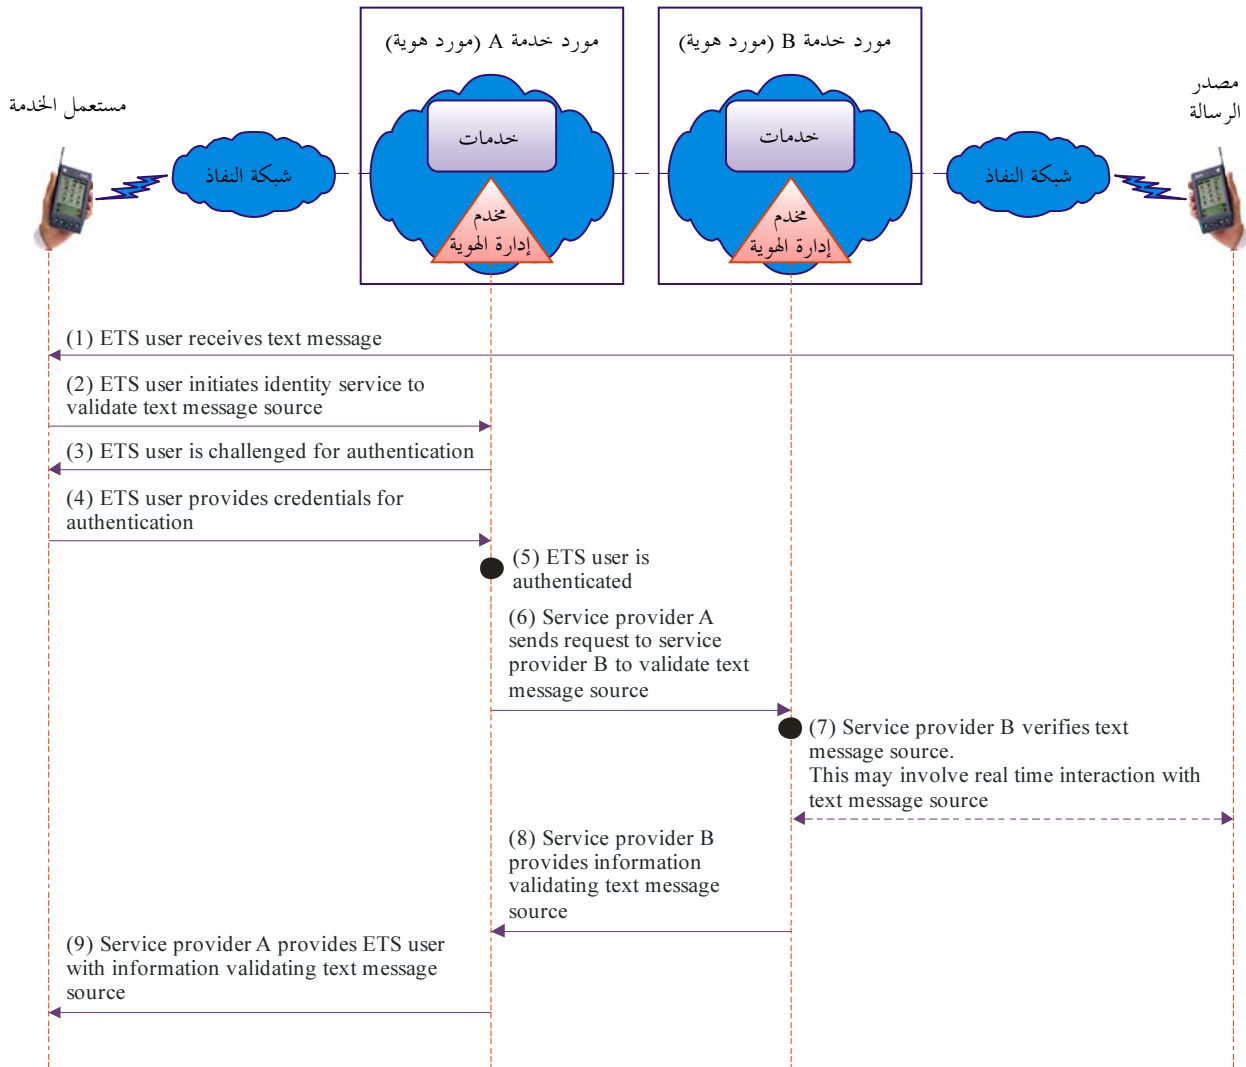 مورد خدمة A (مورد هوية)
مورد خدمة B (مورد هوية)
مستعمل الخدمة
مصدر
الرسالة
خدمات
خدمات
شبكة النفاذ
شبكة النفاذ
مخدم
إدارة الهوية
مخدم
إدارة الهوية
(1) ETS user receives text message
(2) ETS user initiates identity service to
validate text message source
(3) ETS user is challenged for authentication
(4) ETS user provides credentials for
authentication
(5) ETS user is
authenticated
(6) Service provider A
sends request to service
provider B to validate text
message source
(7) Service provider B verifies text
message source.
This may involve real time interaction with
text message source
(8) Service provider B
provides information
validating text message
source
(9) Service provider A provides ETS user
with information validating text message
source